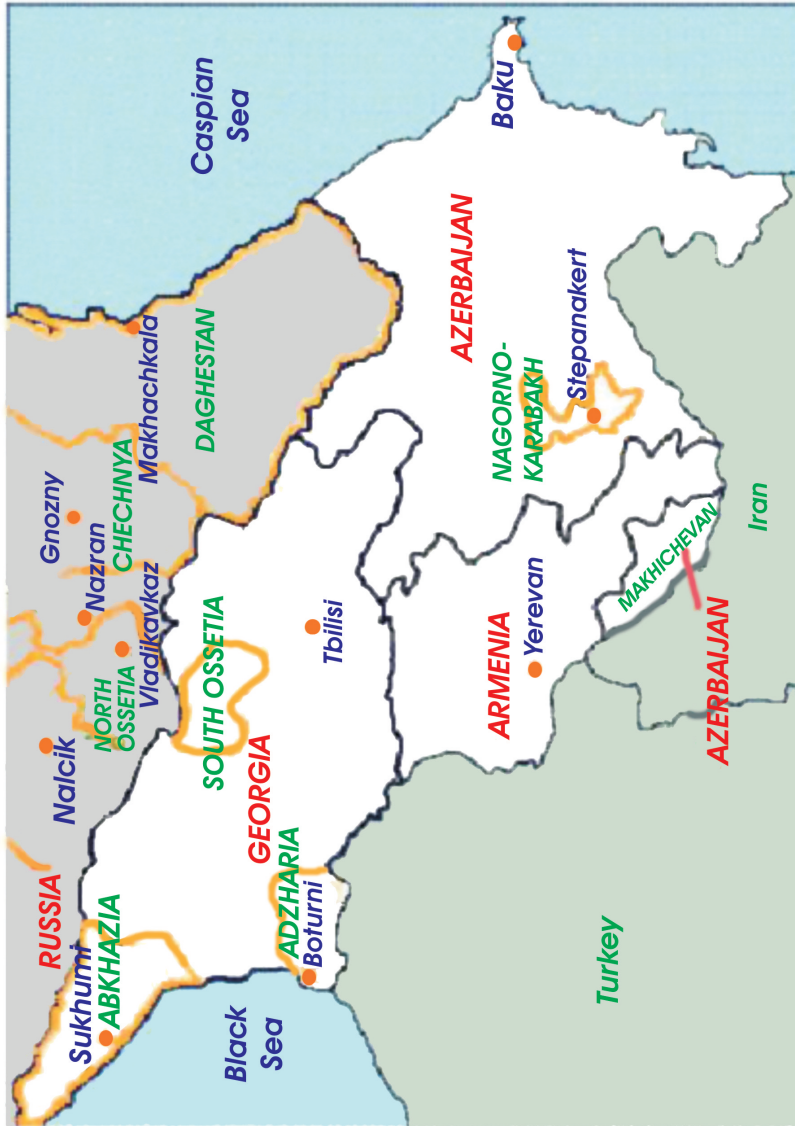 RUSSIA
Nalcik
Gnozny
Nazran
Caspian
Sea
Sukhumi
ABKHAZIA
NORTH
OSSETIA
Vladikavkaz
CHECHNYA
Makhachkala
DAGHESTAN
SOUTH OSSETIA
Black
Sea
GEORGIA
ADZHARIA
Boturni
Tbilisi
AZERBAIJAN
Baku
NAGORNO-
KARABAKH
Stepanakert
ARMENIA
Yerevan
Turkey
MAKHICHEVAN
AZERBAIJAN
Iran